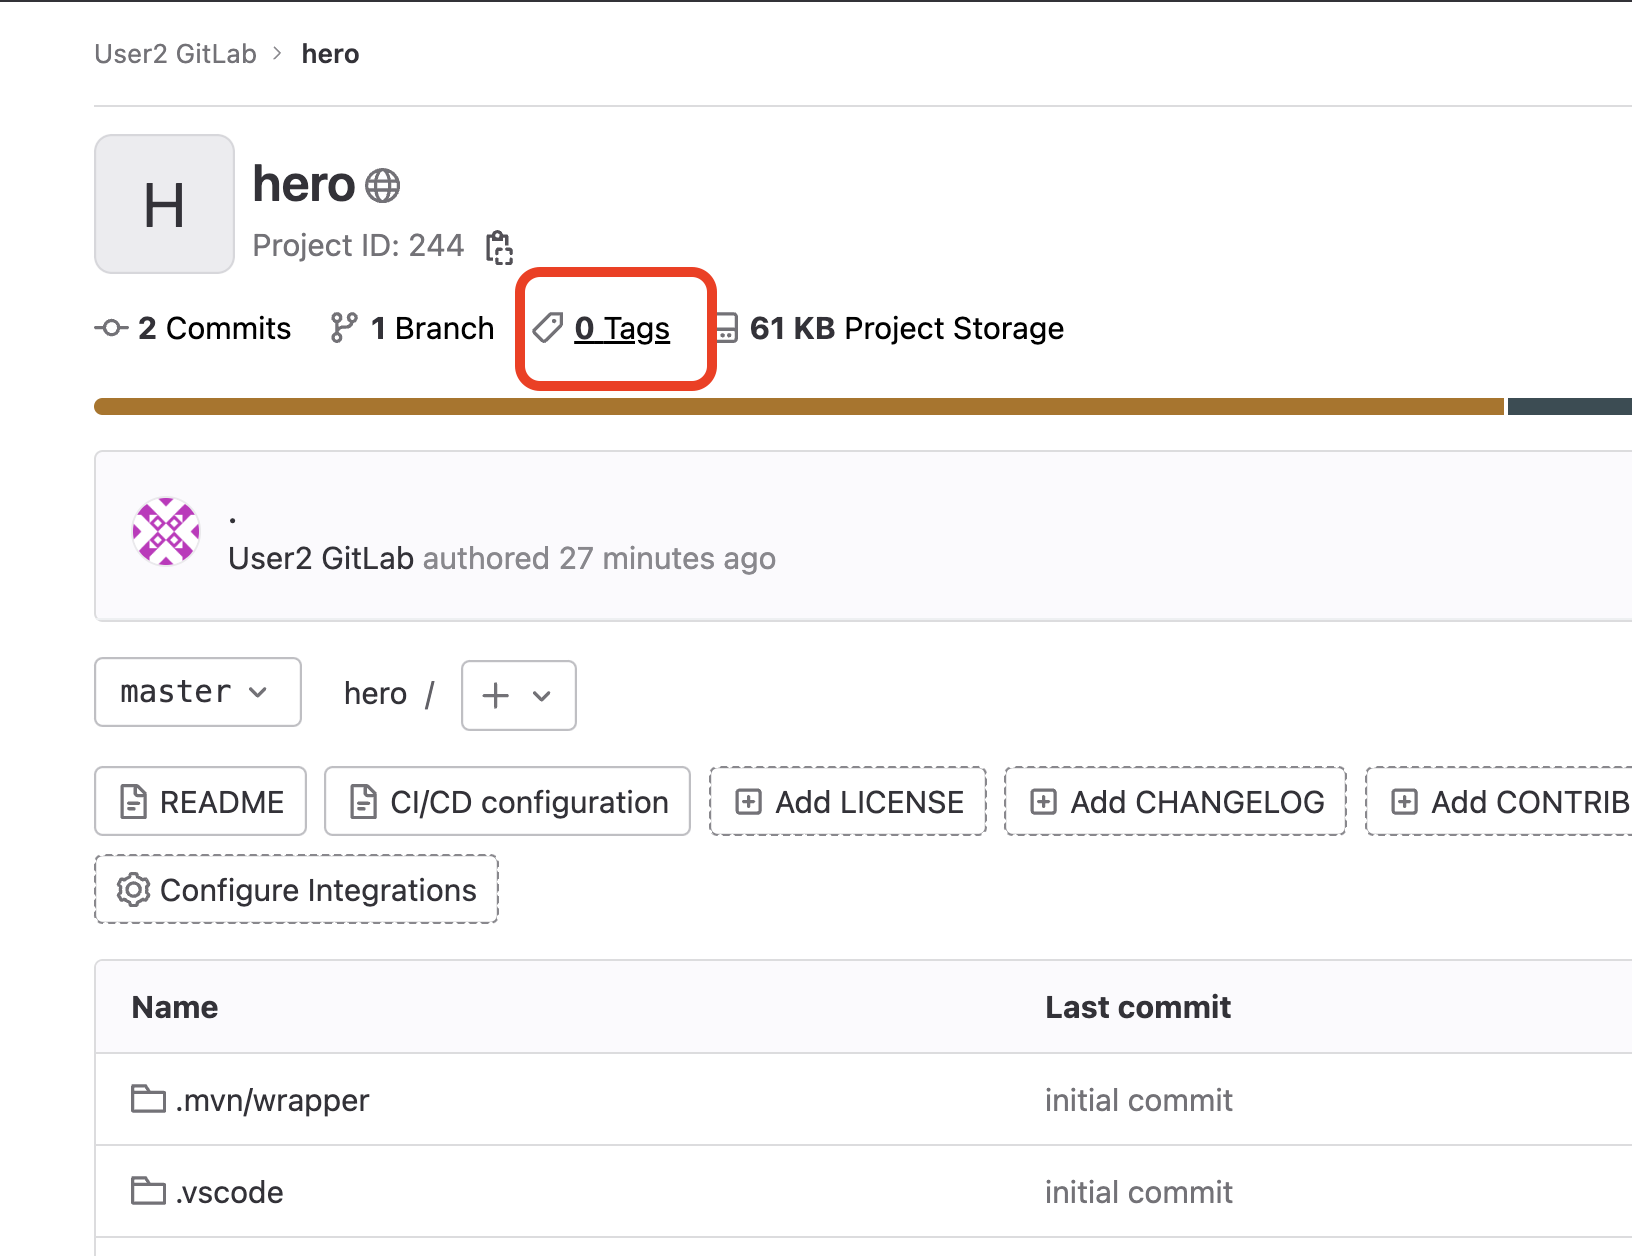 User2 GitLab > hero
H
hero
Project ID: 244
2 Commits 1 Branch 0 Tags 61 KB Project Storage
.
User2 GitLab authored 27 minutes ago
master hero / +
README CI/CD configuration Add LICENSE Add CHANGELOG Add CONTRIB
Configure Integrations
Name Last commit
.mvn/wrapper initial commit
.vscode initial commit